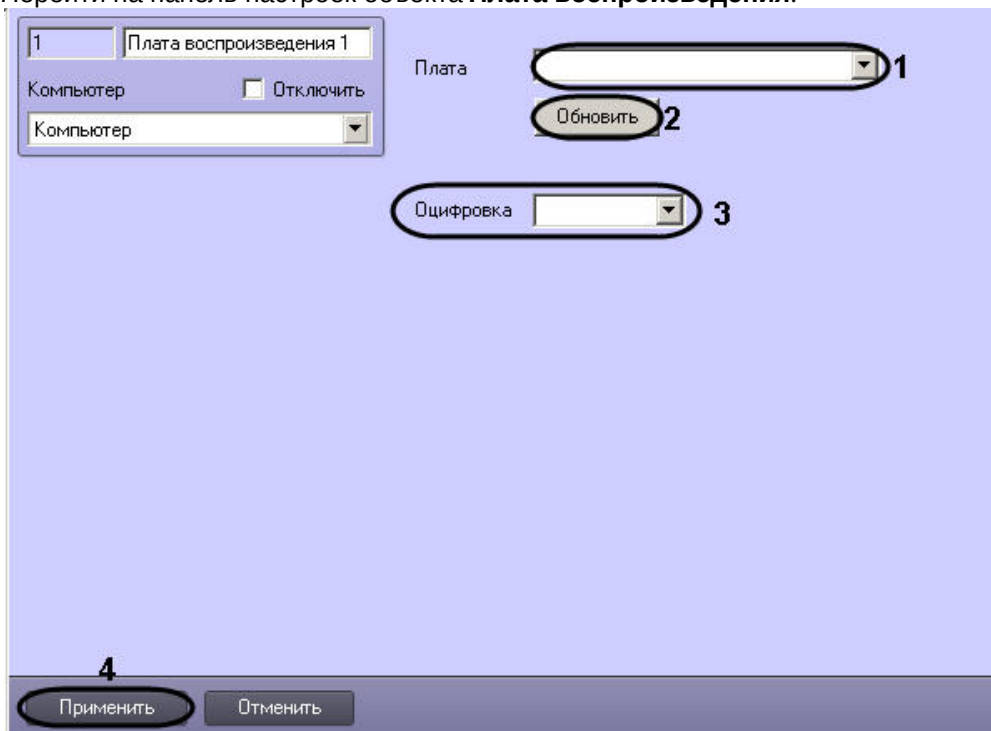 Перейти на панель настроек объекта Плата воспроизведения.
1 Плата воспроизведения 1
Плата 1
Компьютер Отключить
Обновить 2
Компьютер
Оцифровка 3
4
Применить Отменить